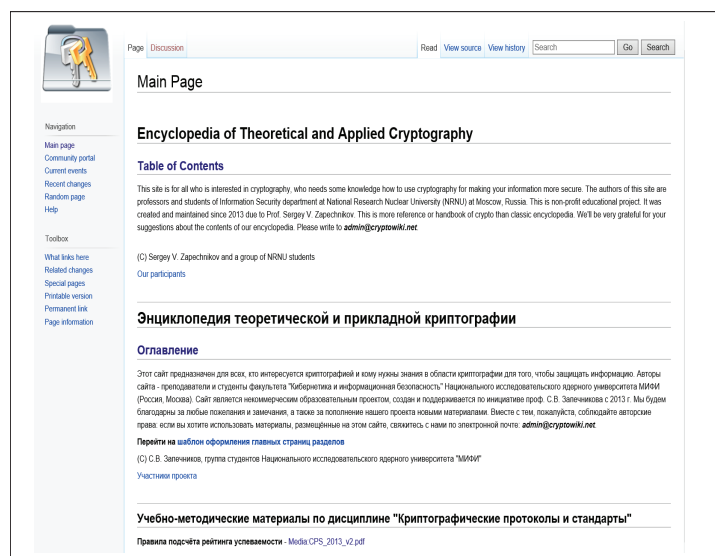 Page Discussion Read View source View history Search Go Search
Main Page
Navigation
Main page
Community portal
Current events
Recent changes
Random page
Help
Toolbox
What links here
Related changes
Special pages
Printable version
Permanent link
Page information
Encyclopedia of Theoretical and Applied Cryptography
Table of Contents
This site is for all who is interested in cryptography, who needs some knowledge how to use cryptography for making your information more secure. The authors of this site are
professors and students of Information Security department at National Research Nuclear University (NRNU) at Moscow, Russia. This is non-profit educational project. It was
created and maintained since 2013 due to Prof. Sergey V. Zapechnikov. This is more reference or handbook of crypto than classic encyclopedia. We'll be very grateful for your
suggestions about the contents of our encyclopedia. Please write to admin@cryptowiki.net.
(C) Sergey V. Zapechnikov and a group of NRNU students
Our participants
Энциклопедия теоретической и прикладной криптографии
Оглавление
Этот сайт предназначен для всех, кто интересуется криптографией и кому нужны знания в области криптографии для того, чтобы защищать информацию. Авторы
сайта - преподаватели и студенты факультета "Кибернетика и информационная безопасность" Национального исследовательского ядерного университета МИФИ
(Россия, Москва). Сайт является некоммерческим образовательным проектом, создан и поддерживается по инициативе проф. С.В. Запечникова с 2013 г. Мы будем
благодарны за любые пожелания и замечания, а также за пополнение нашего проекта новыми материалами. Вместе с тем, пожалуйста, соблюдайте авторские
права: если вы хотите использовать материалы, размещённые на этом сайте, свяжитесь с нами по электронной почте: admin@cryptowiki.net.
Перейти на шаблон оформления главных страниц разделов
(C) С.В. Запечников, группа студентов Национального исследовательского ядерного университета "МИФИ"
Участники проекта
Учебно-методические материалы по дисциплине "Криптографические протоколы и стандарты"
Правила подсчёта рейтинга успеваемости - Media:CPS_2013_v2.pdf